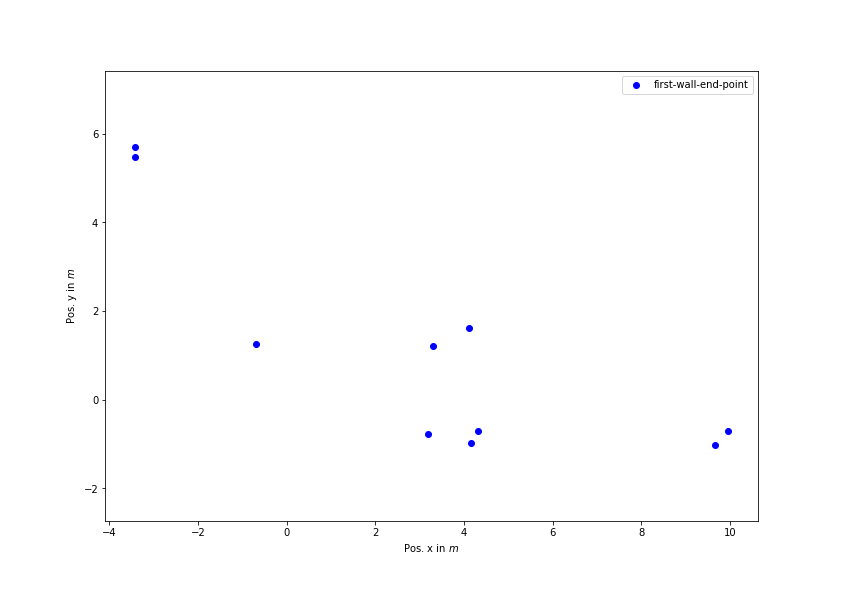 first-wall-end-point
6
4
2
0
−2
Pos. y in m
−4 −2 0 2 4 6 8 10
Pos. x in m